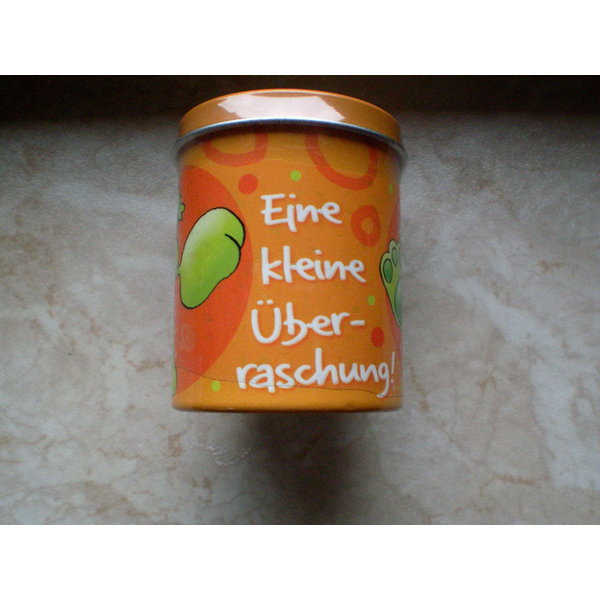 Eine
kleine
Über-
raschung!